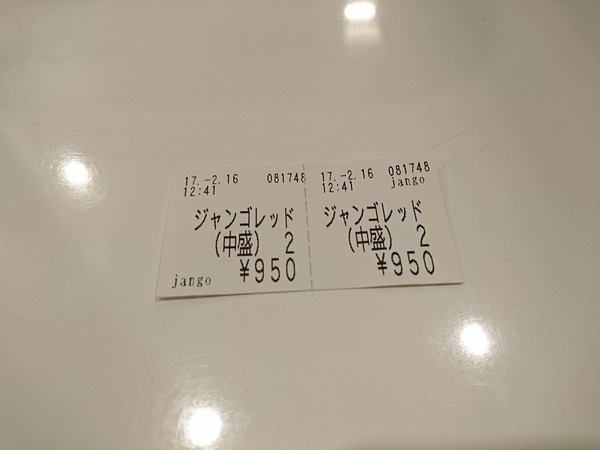 17.-2.16 081748
12:41
ジャンゴレッド
(中盛) 2
¥950
jango
17.-2.16 081748
12:41 jango
ジャンゴレッド
(中盛) 2
¥950